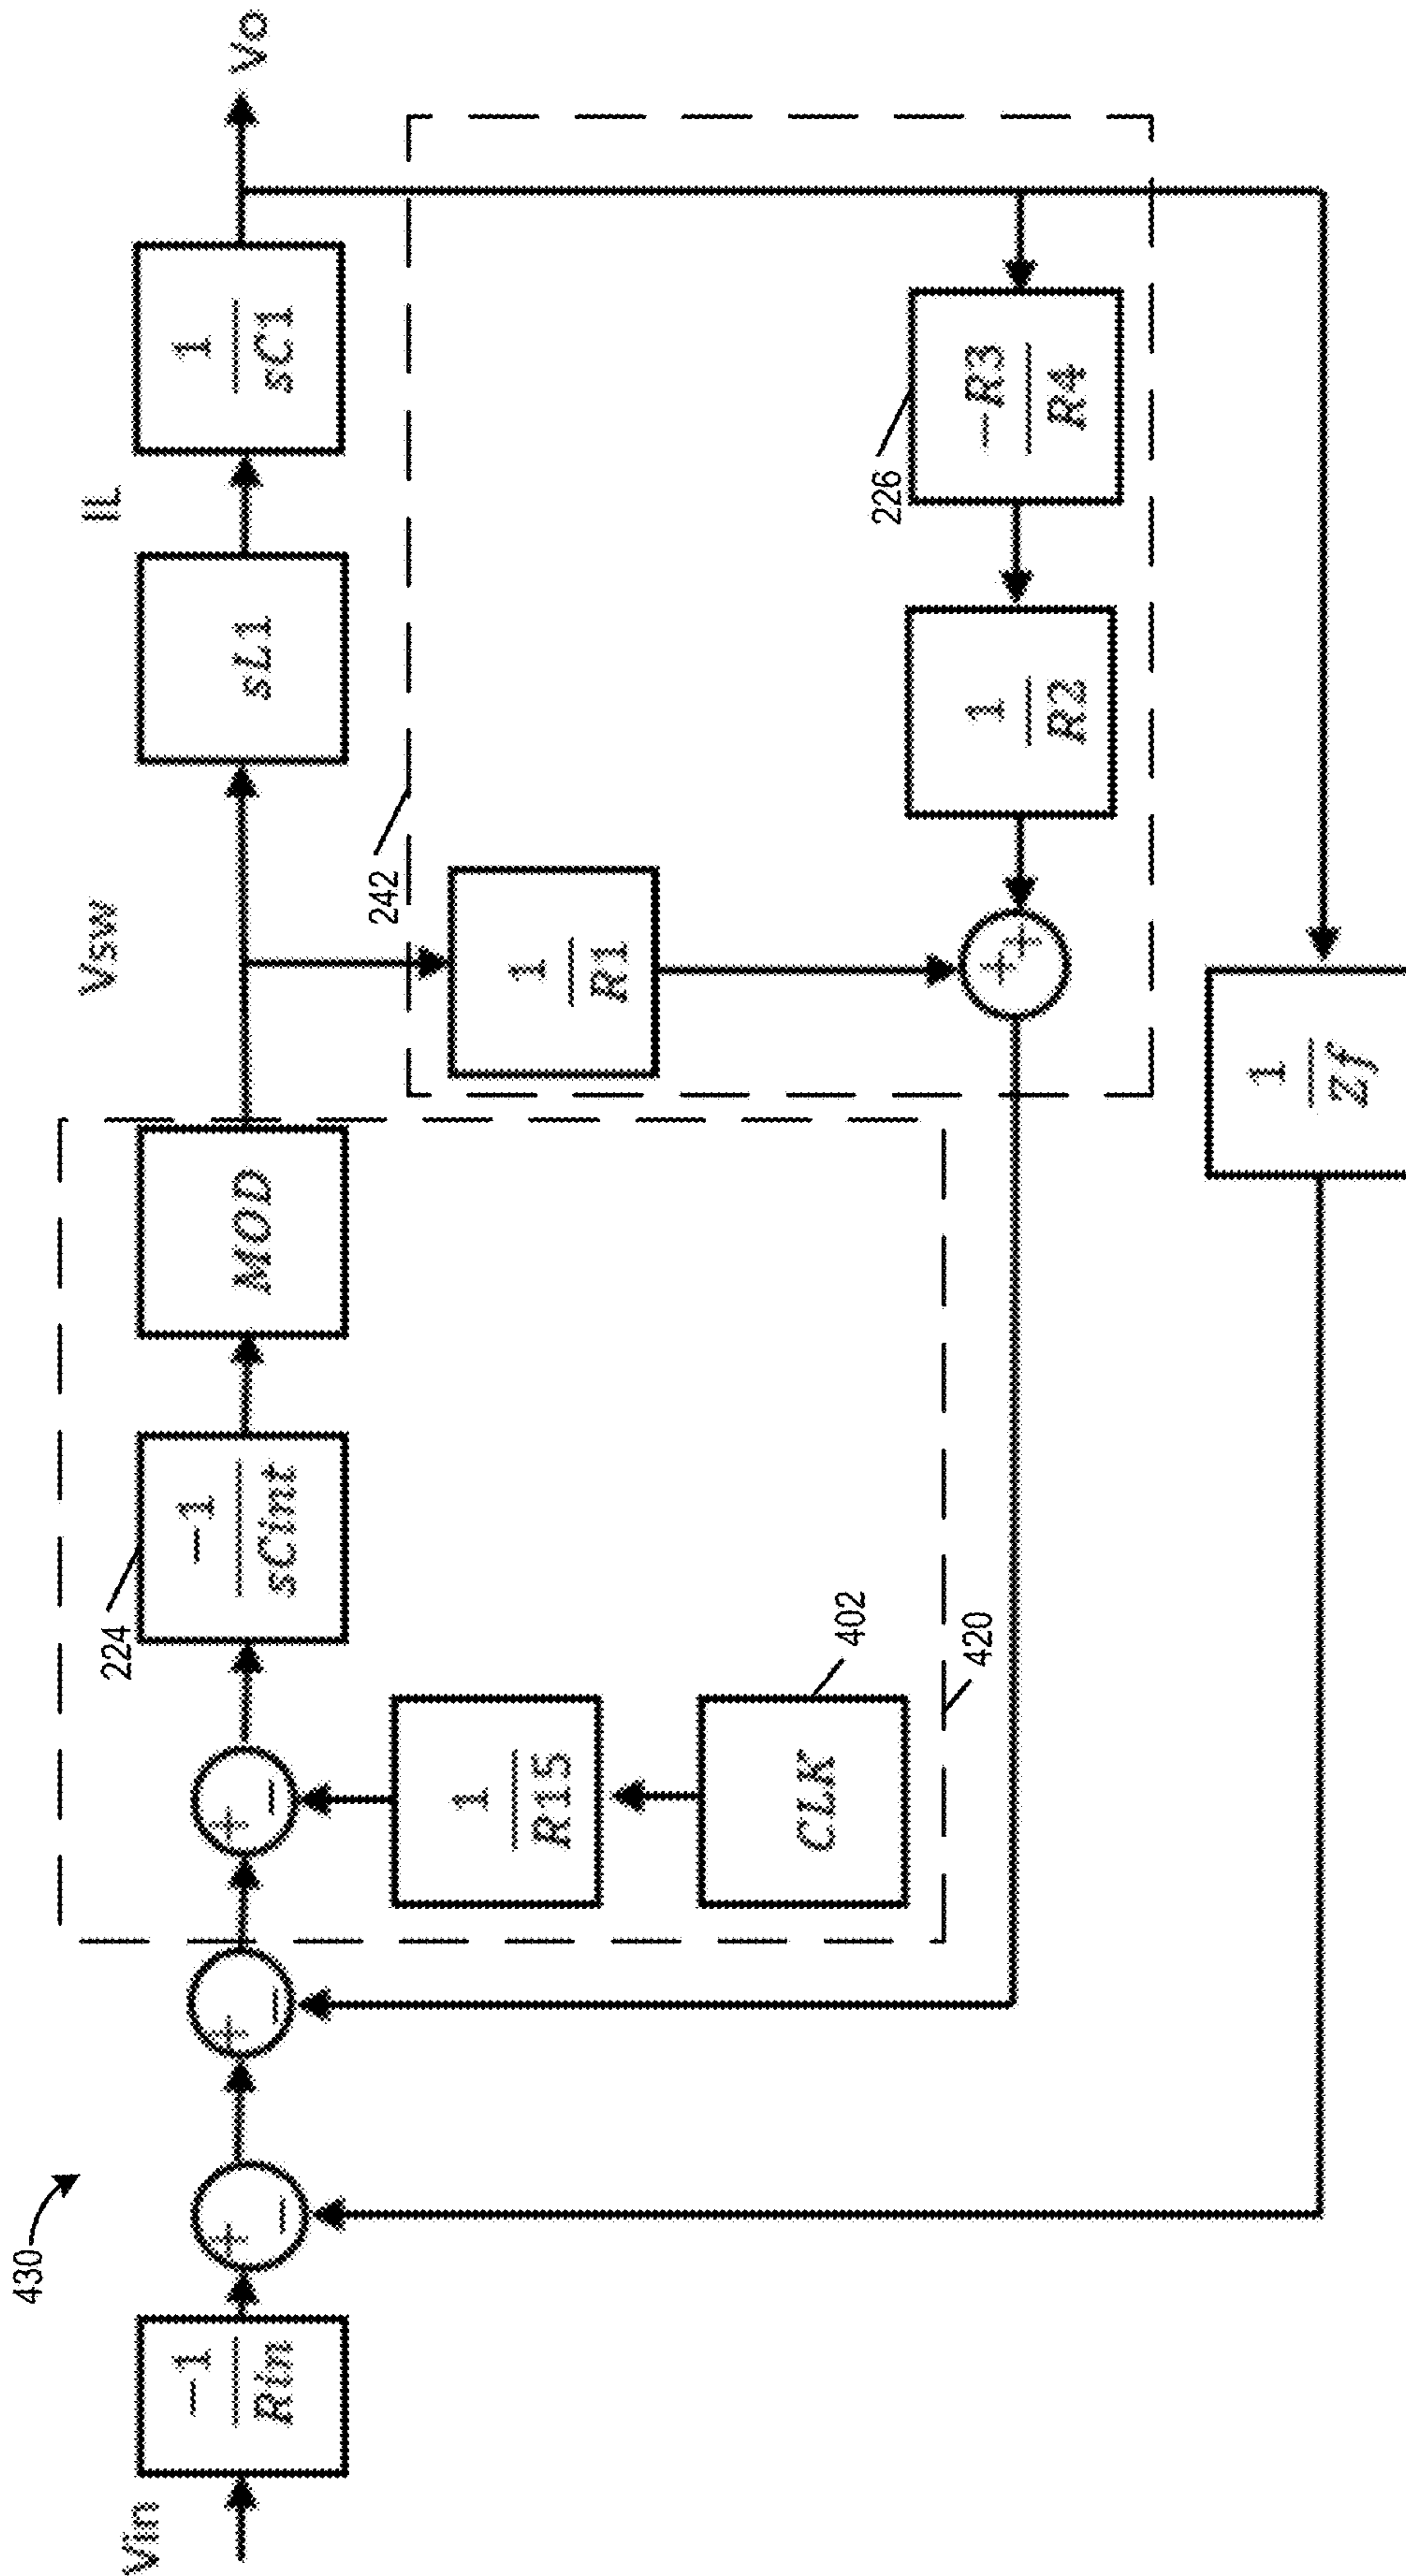 430
Vin
−1
Rin
+
−
+
−
+
−
224
−1
sCint
MOD
Vsw
sL1
IL
1
sC1
Vo
1
R15
CLK
402
420
242
1
R1
+
+
1
R2
226
−R3
R4
1
Zf